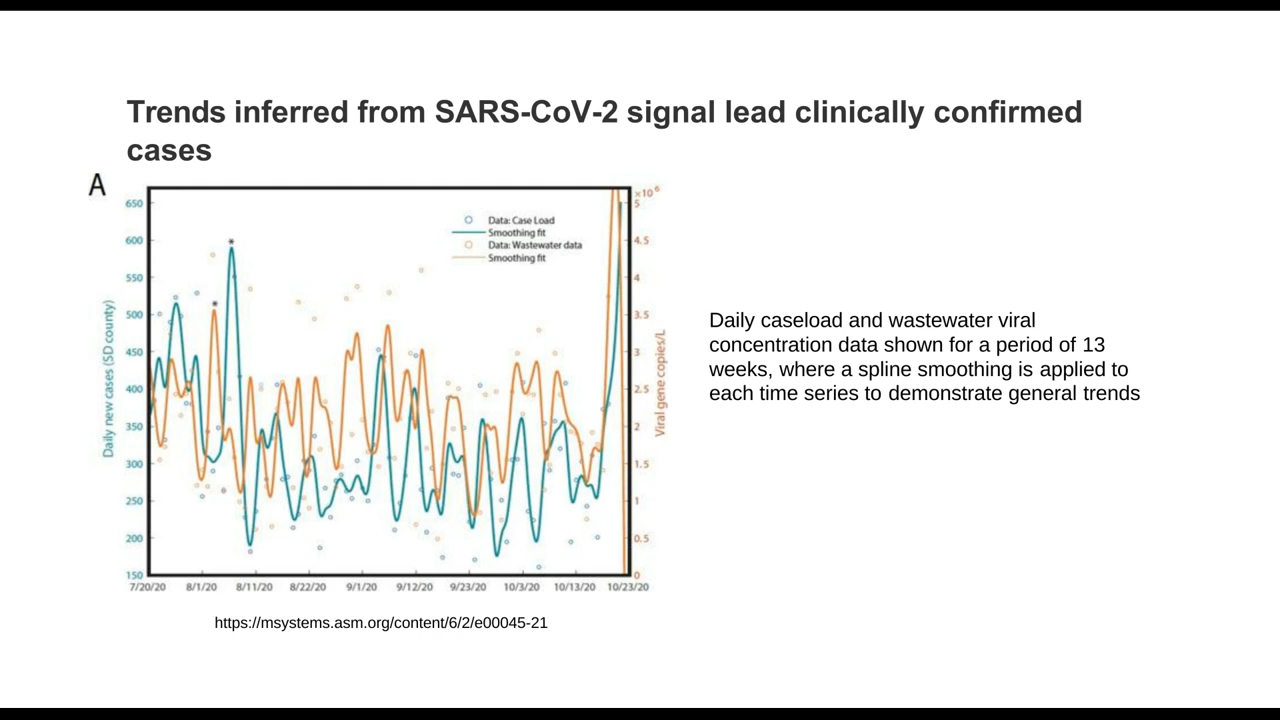 Trends inferred from SARS-CoV-2 signal lead clinically confirmed
cases
A
×10⁶
650
600
550
500
450
400
350
300
250
200
150
Daily new cases (SD county)
Data: Case Load
Smoothing fit
Data: Wastewater data
Smoothing fit
5
4.5
4
3.5
3
2.5
2
1.5
1
0.5
0
Viral gene copies/L
7/20/20 8/1/20 8/11/20 8/22/20 9/1/20 9/12/20 9/23/20 10/3/20 10/13/20 10/23/20
Daily caseload and wastewater viral
concentration data shown for a period of 13
weeks, where a spline smoothing is applied to
each time series to demonstrate general trends
https://msystems.asm.org/content/6/2/e00045-21